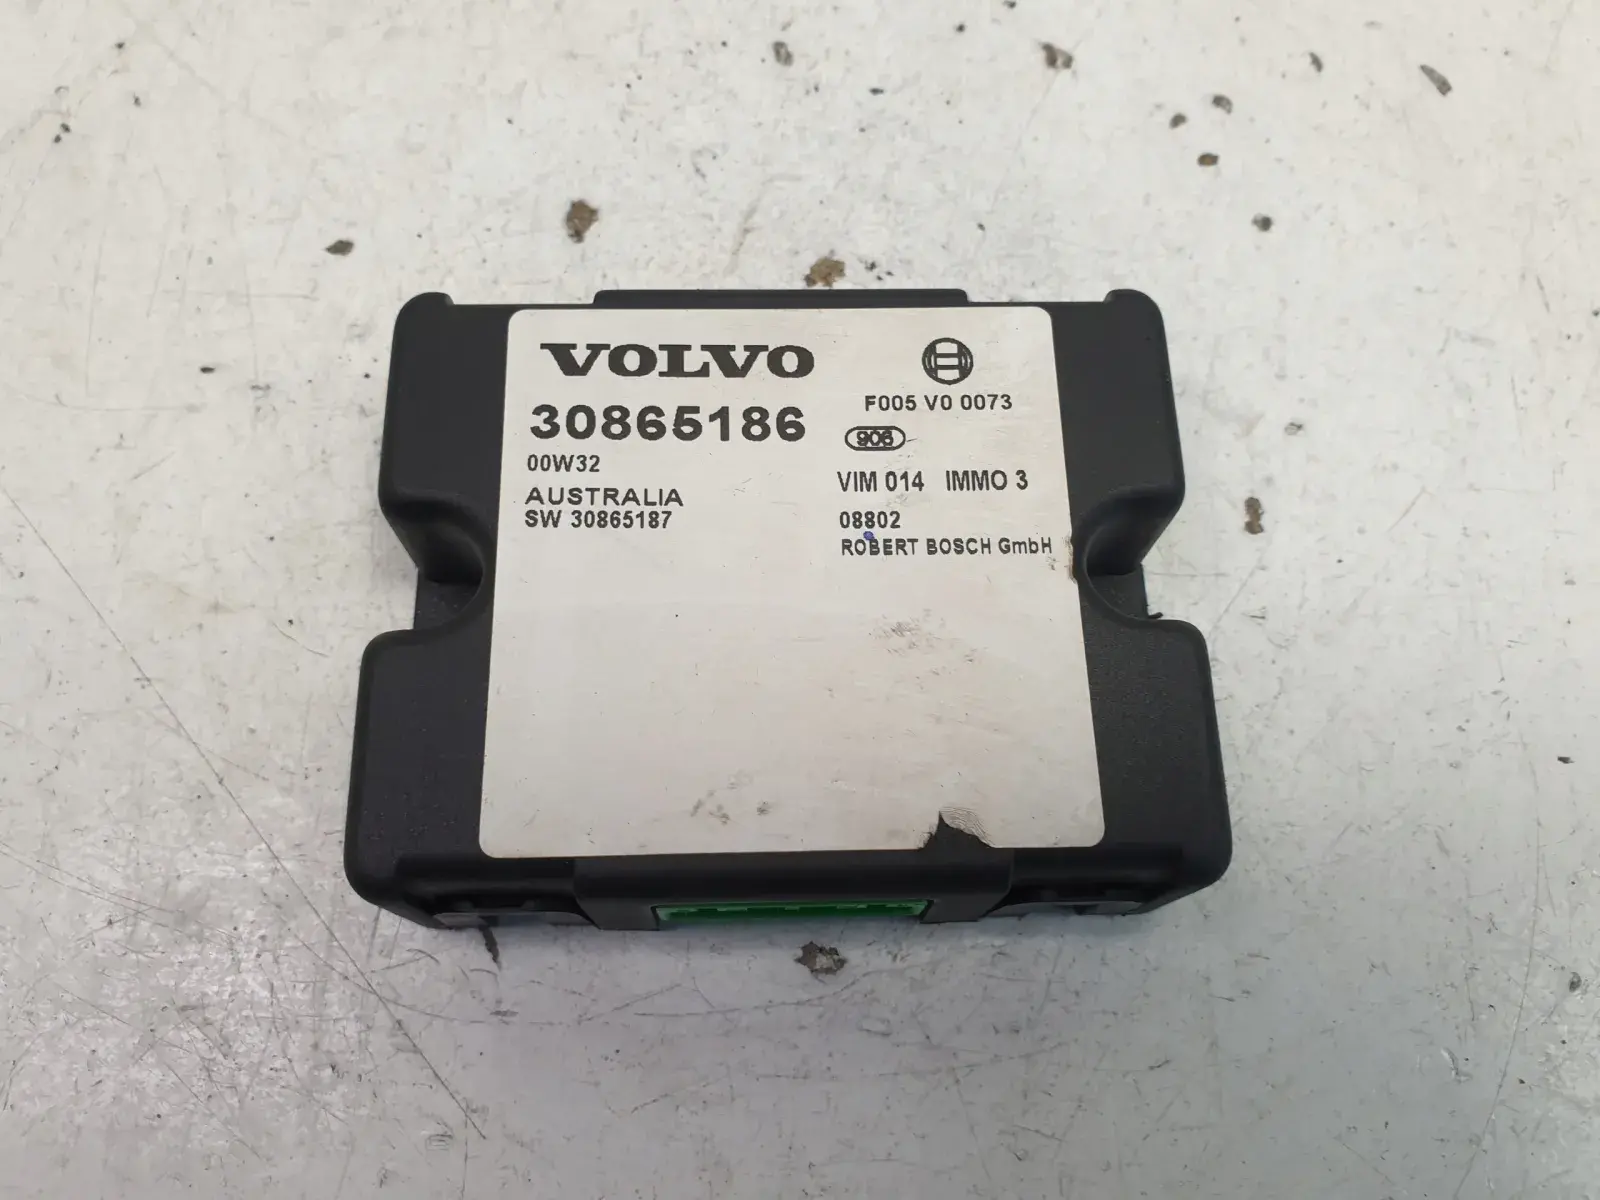 VOLVO
30865186
00W32
AUSTRALIA
SW 30865187
F005 V0 0073
906
VIM 014 IMMO 3
08802
ROBERT BOSCH GmbH